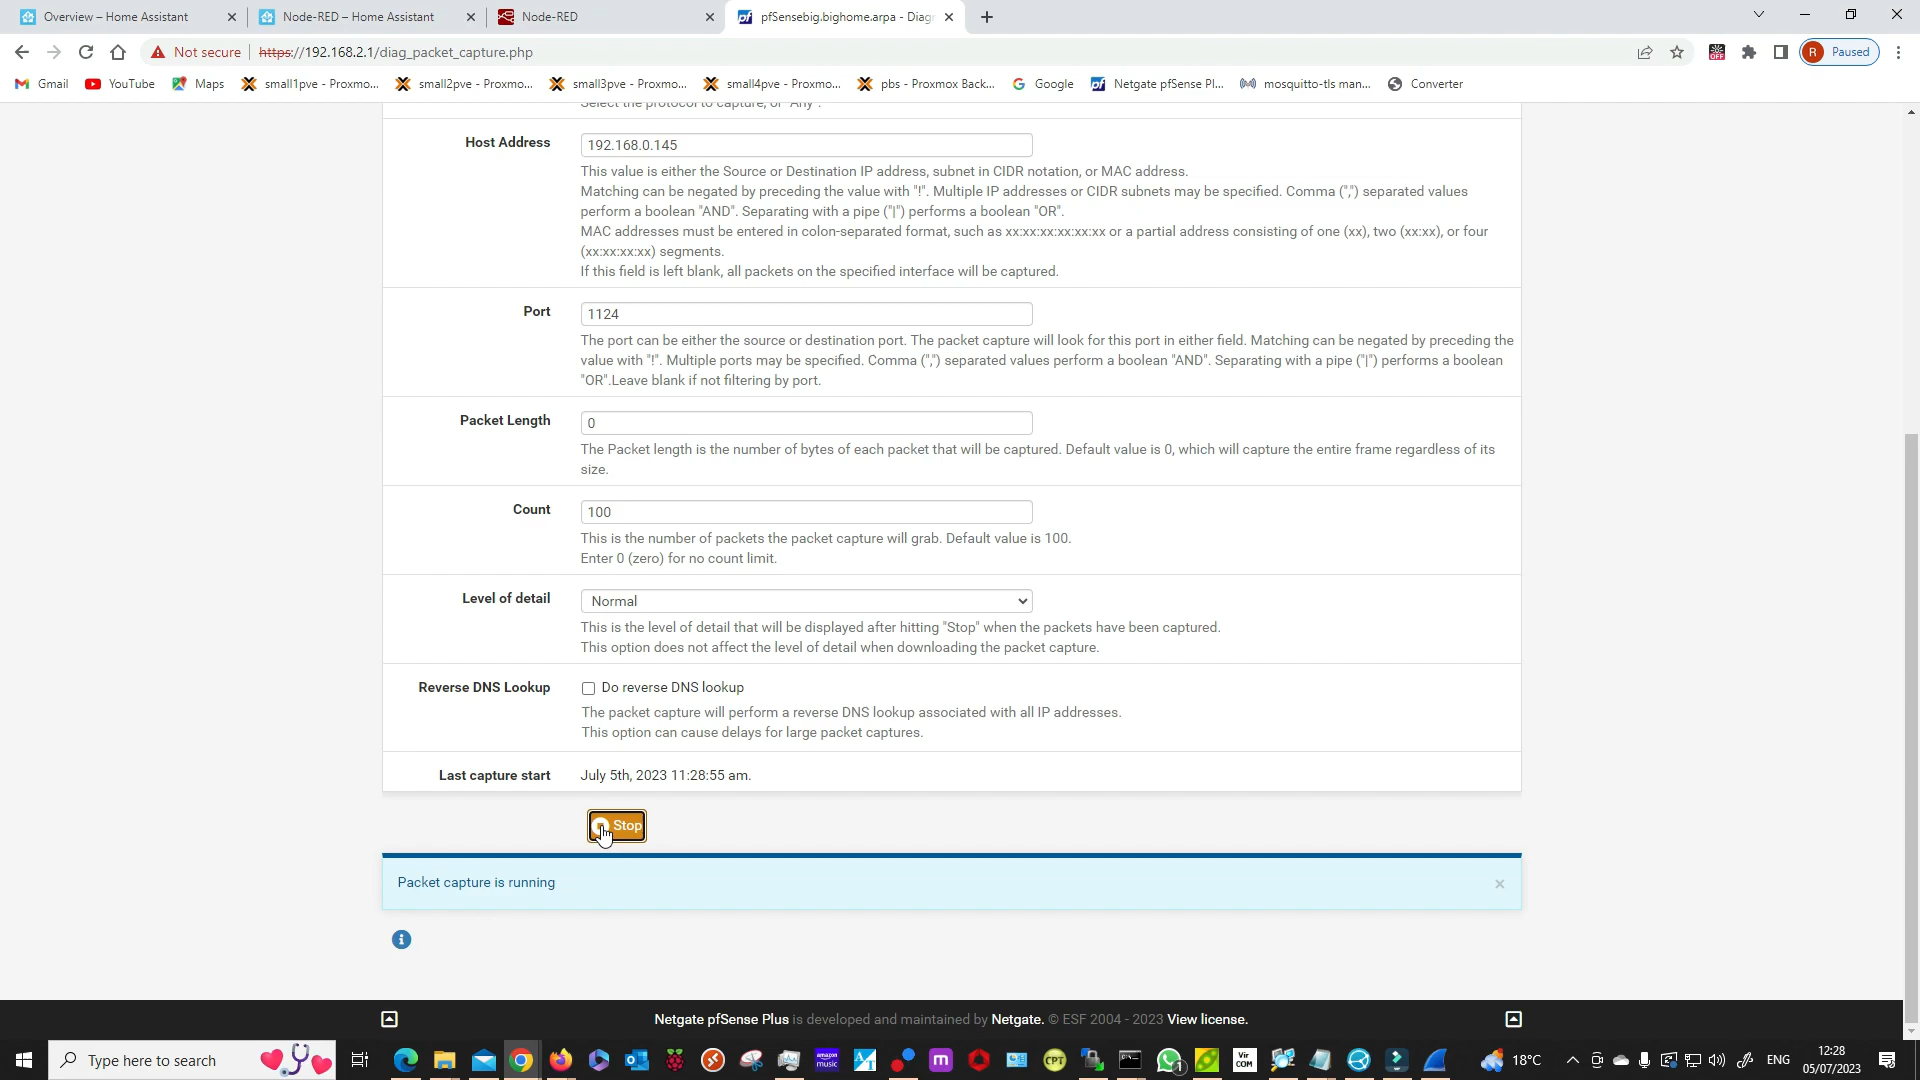 Overview – Home Assistant
Node-RED – Home Assistant
Node-RED
pfSensebig.bighome.arpa - Diag
Not secure
https://192.168.2.1/diag_packet_capture.php
R Paused
Gmail
YouTube
Maps
small1pve - Proxmo...
small2pve - Proxmo...
small3pve - Proxmo...
small4pve - Proxmo...
pbs - Proxmox Back...
Google
Netgate pfSense Pl...
mosquitto-tls man...
Converter
Select the protocol to capture, or "Any".
Host Address
192.168.0.145
This value is either the Source or Destination IP address, subnet in CIDR notation, or MAC address.
Matching can be negated by preceding the value with "!". Multiple IP addresses or CIDR subnets may be specified. Comma (",") separated values
perform a boolean "AND". Separating with a pipe ("|") performs a boolean "OR".
MAC addresses must be entered in colon-separated format, such as xx:xx:xx:xx:xx:xx or a partial address consisting of one (xx), two (xx:xx), or four
(xx:xx:xx:xx) segments.
If this field is left blank, all packets on the specified interface will be captured.
Port
1124
The port can be either the source or destination port. The packet capture will look for this port in either field. Matching can be negated by preceding the
value with "!". Multiple ports may be specified. Comma (",") separated values perform a boolean "AND". Separating with a pipe ("|") performs a boolean
"OR".Leave blank if not filtering by port.
Packet Length
0
The Packet length is the number of bytes of each packet that will be captured. Default value is 0, which will capture the entire frame regardless of its
size.
Count
100
This is the number of packets the packet capture will grab. Default value is 100.
Enter 0 (zero) for no count limit.
Level of detail
Normal
This is the level of detail that will be displayed after hitting "Stop" when the packets have been captured.
This option does not affect the level of detail when downloading the packet capture.
Reverse DNS Lookup
Do reverse DNS lookup
The packet capture will perform a reverse DNS lookup associated with all IP addresses.
This option can cause delays for large packet captures.
Last capture start
July 5th, 2023 11:28:55 am.
Stop
Packet capture is running
Netgate pfSense Plus is developed and maintained by Netgate. © ESF 2004 - 2023 View license.
Type here to search
18°C
ENG
12:28
05/07/2023